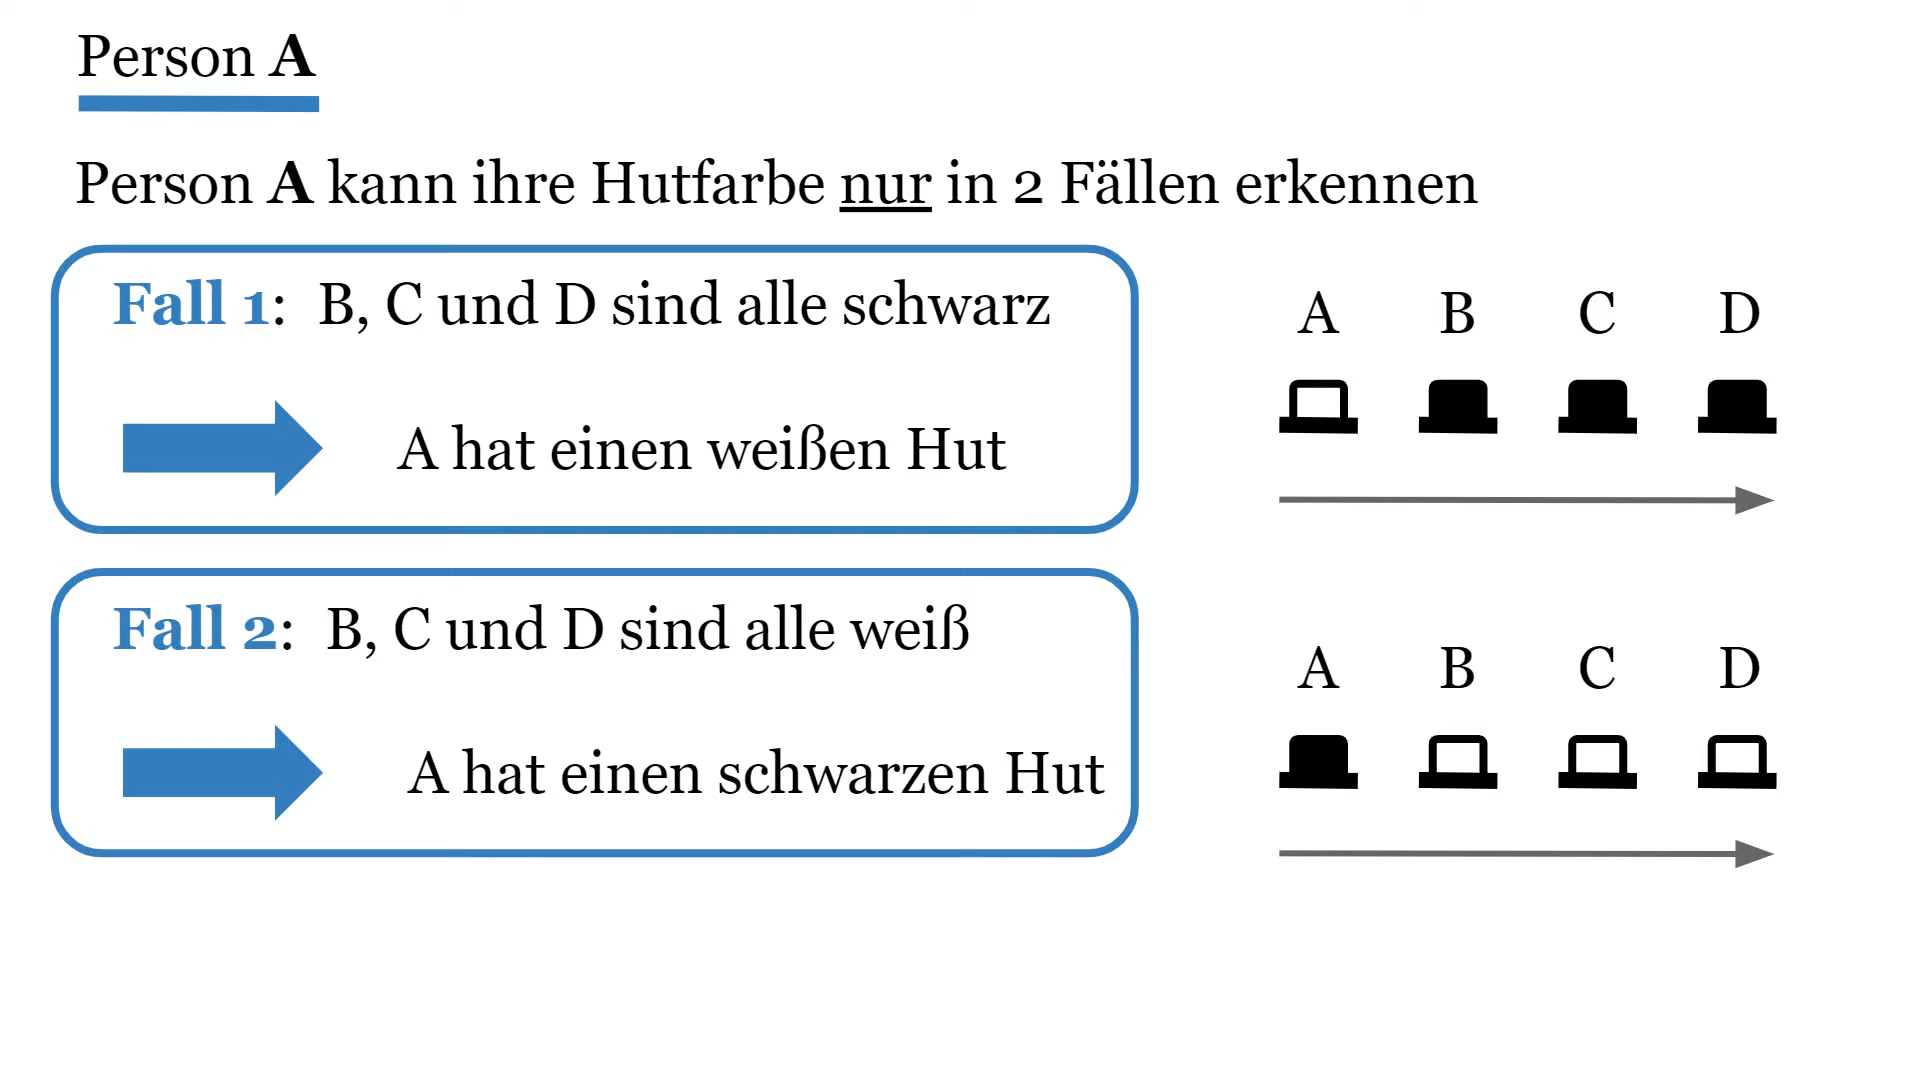 Person A
Person A kann ihre Hutfarbe nur in 2 Fällen erkennen
Fall 1: B, C und D sind alle schwarz
A hat einen weißen Hut
A B C D
Fall 2: B, C und D sind alle weiß
A hat einen schwarzen Hut
A B C D